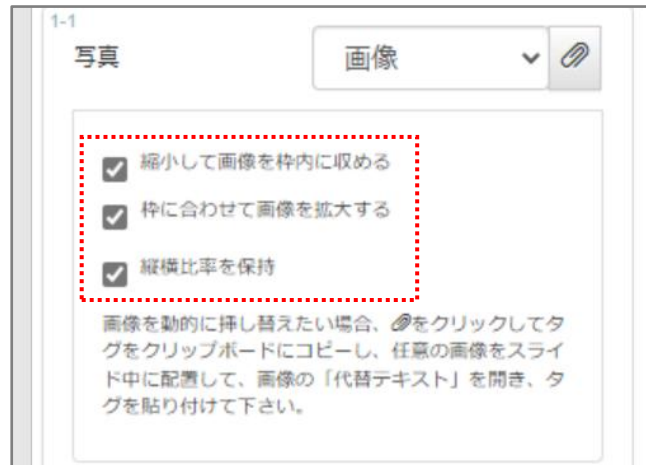 1-1
写真
画像
縮小して画像を枠内に収める
枠に合わせて画像を拡大する
縦横比率を保持
画像を動的に挿し替えたい場合、をクリックしてタ
グをクリップボードにコピーし、任意の画像をスライ
ド中に配置して、画像の「代替テキスト」を開き、タ
グを貼り付けて下さい。